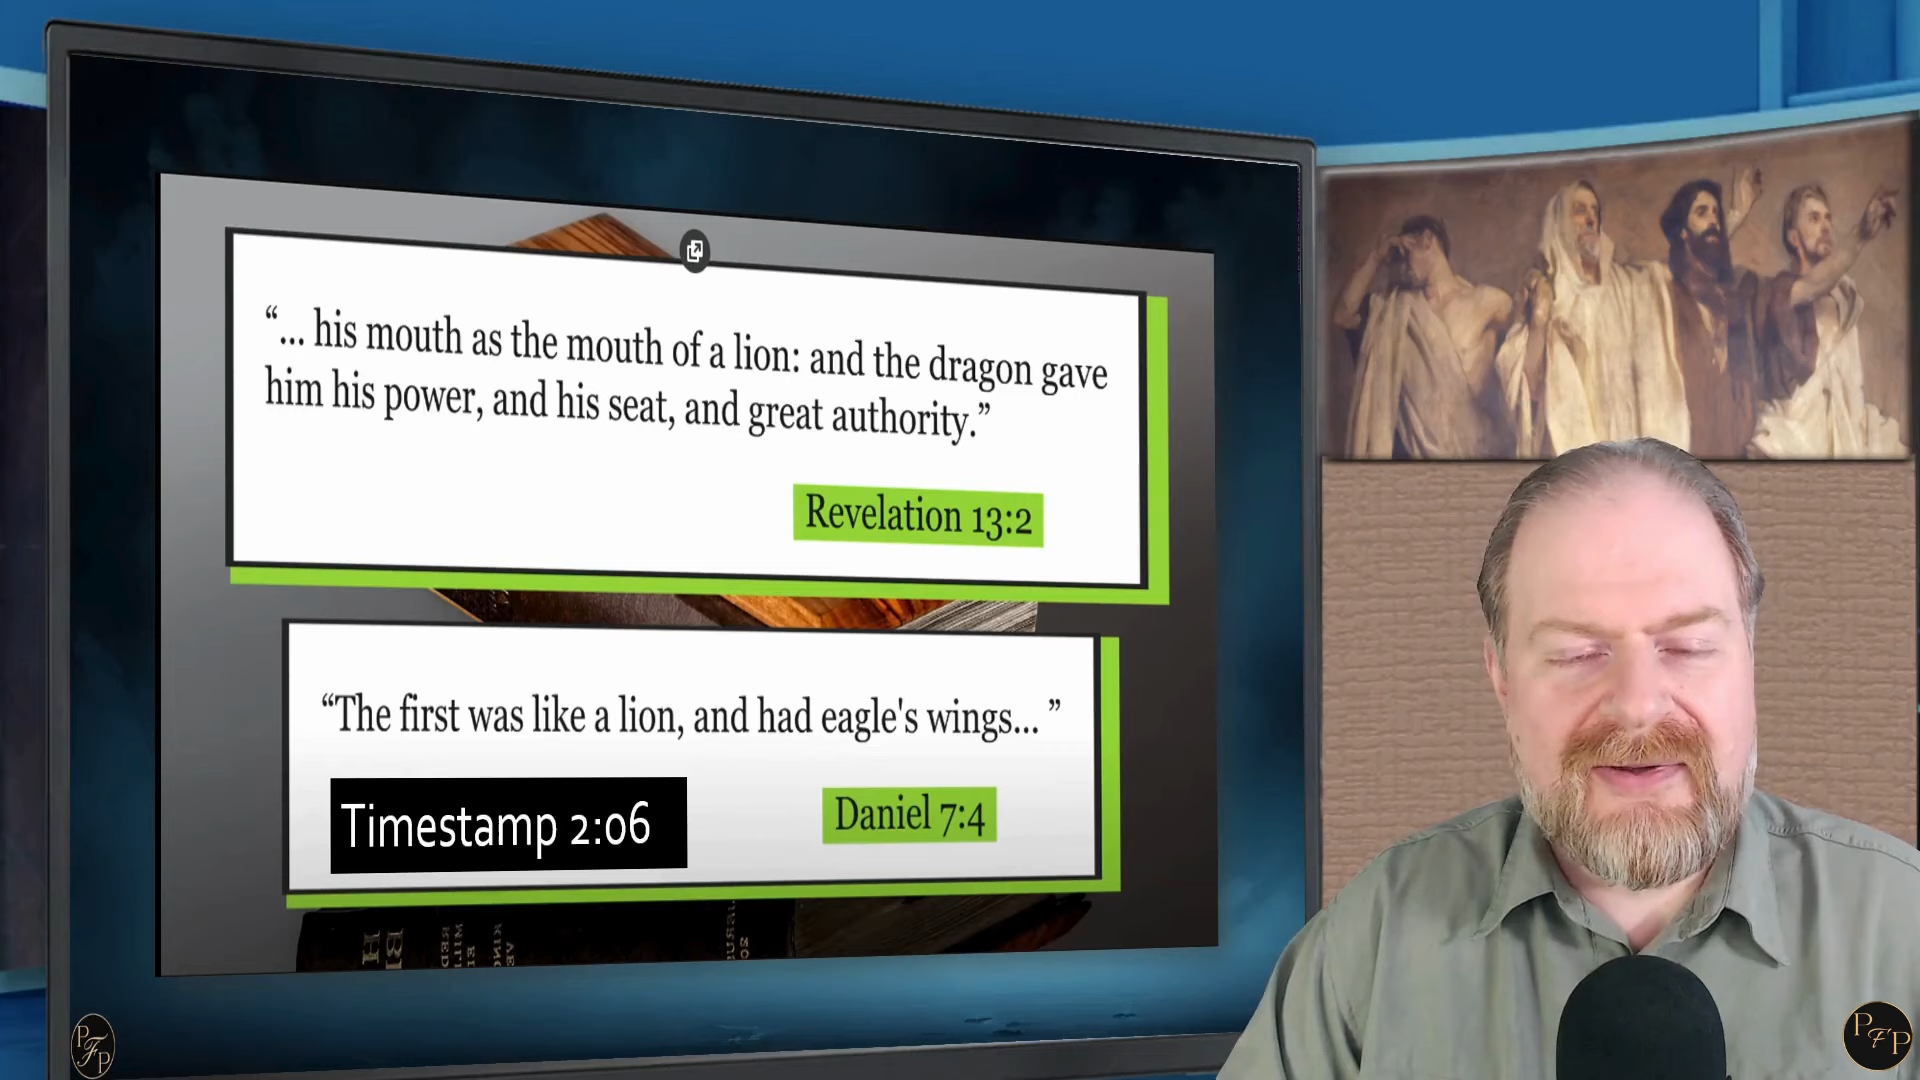 “... his mouth as the mouth of a lion: and the dragon gave
him his power, and his seat, and great authority.”
Revelation 13:2
“The first was like a lion, and had eagle's wings... ”
Timestamp 2:06
Daniel 7:4
PFP
PFP